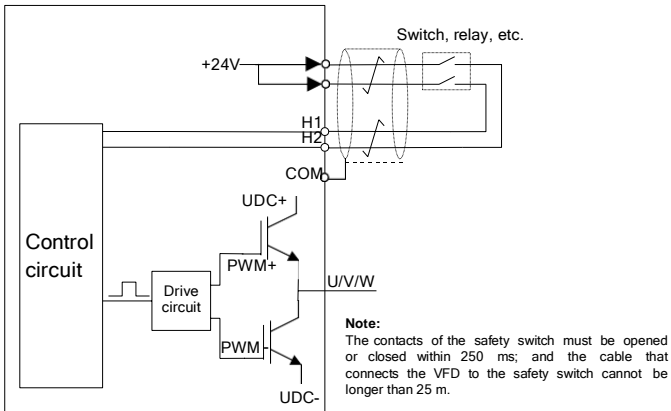 Switch, relay, etc.
+24V
H1
H2
COM
UDC+
Control
circuit
PWM+
Drive
circuit
U/V/W
PWM-
UDC-
Note:
The contacts of the safety switch must be opened
or closed within 250 ms; and the cable that
connects the VFD to the safety switch cannot be
longer than 25 m.